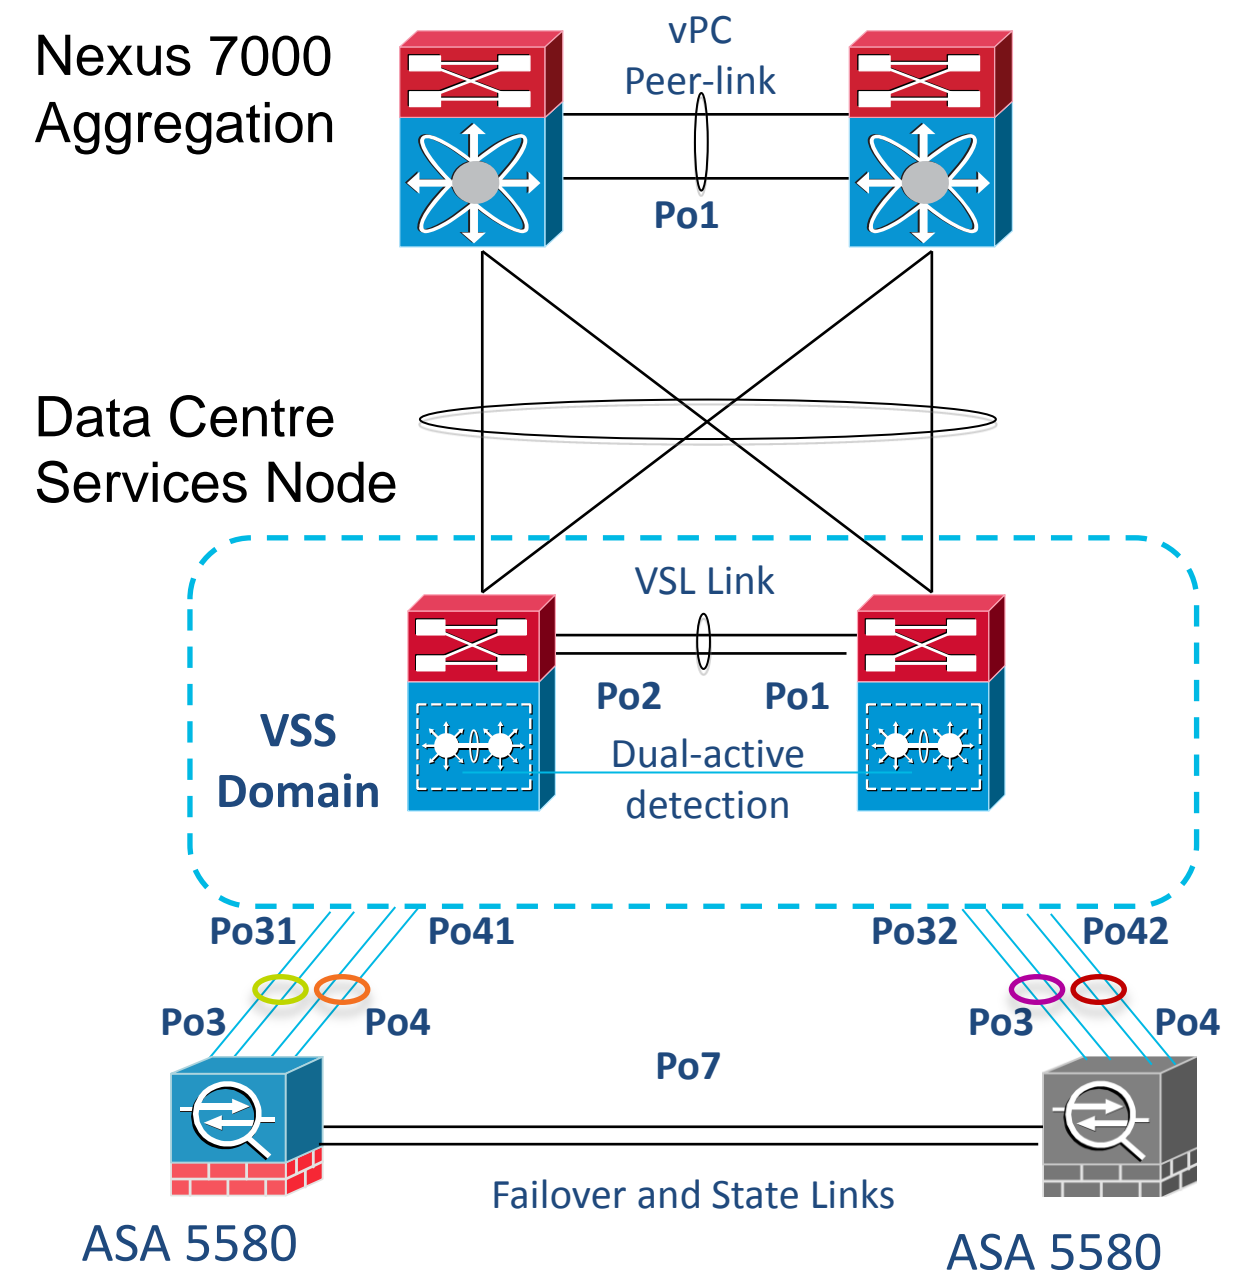 Nexus 7000
Aggregation
vPC
Peer-link
Po1
Data Centre
Services Node
VSL Link
Po2
Po1
VSS
Domain
Dual-active
detection
Po31
Po41
Po32
Po42
Po3
Po4
Po3
Po4
Po7
Failover and State Links
ASA 5580
ASA 5580